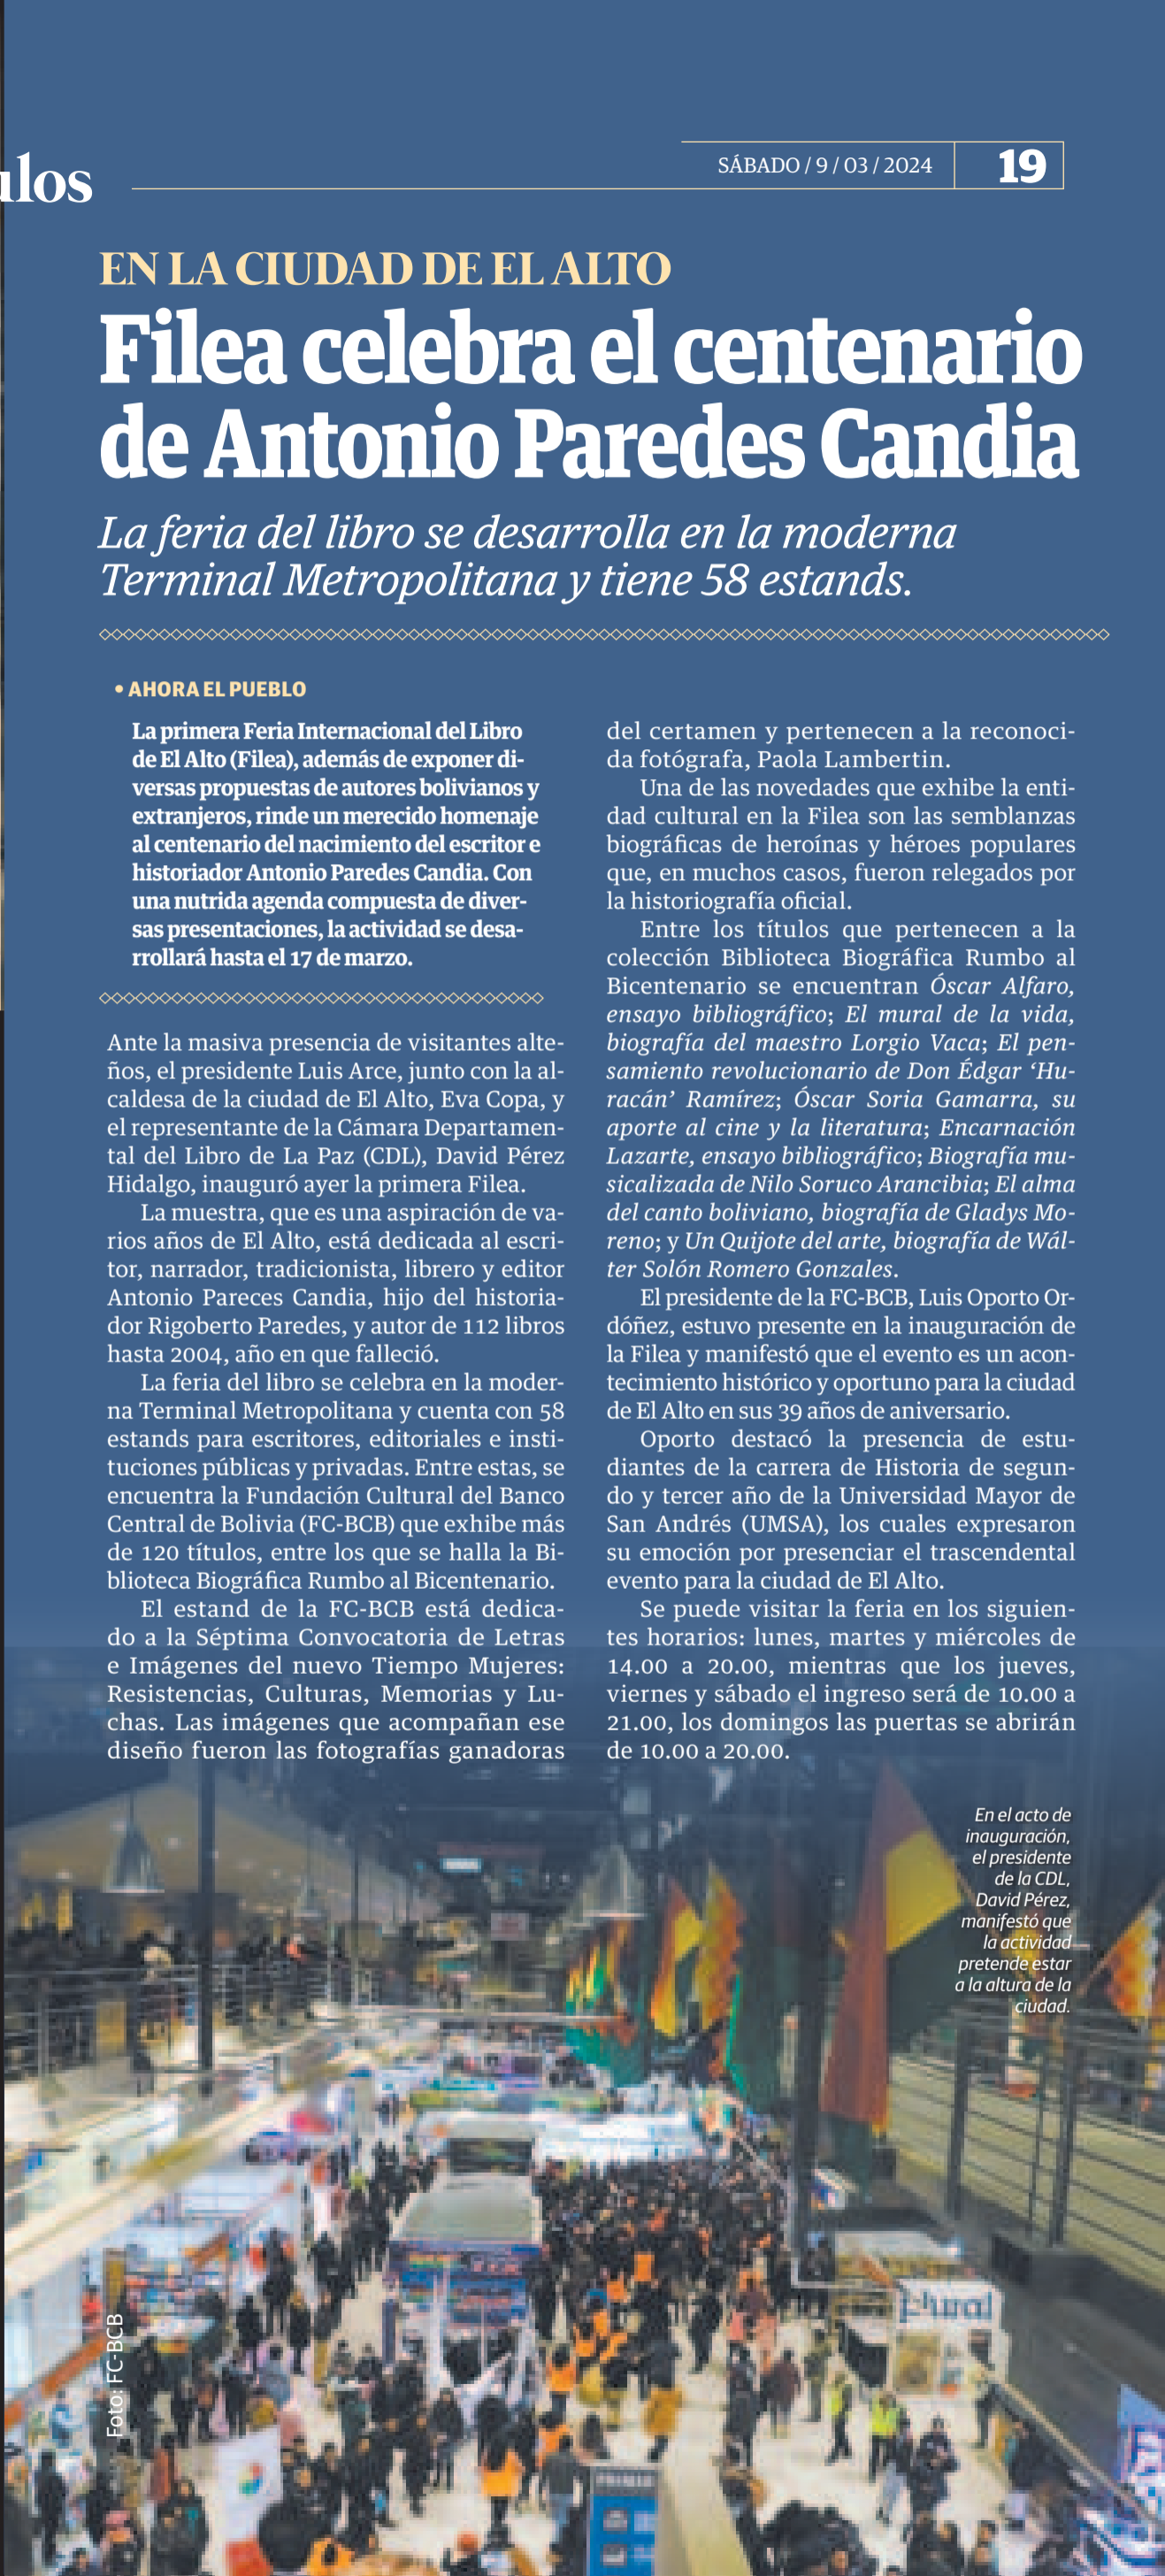 ulos
SÁBADO / 9 / 03 / 2024
19
EN LA CIUDAD DE EL ALTO
Filea celebra el centenario
de Antonio Paredes Candia
La feria del libro se desarrolla en la moderna
Terminal Metropolitana y tiene 58 estands.
• AHORA EL PUEBLO
La primera Feria Internacional del Libro
de El Alto (Filea), además de exponer di-
versas propuestas de autores bolivianos y
extranjeros, rinde un merecido homenaje
al centenario del nacimiento del escritor e
historiador Antonio Paredes Candia. Con
una nutrida agenda compuesta de diver-
sas presentaciones, la actividad se desa-
rrollará hasta el 17 de marzo.
Ante la masiva presencia de visitantes alte-
ños, el presidente Luis Arce, junto con la al-
caldesa de la ciudad de El Alto, Eva Copa, y
el representante de la Cámara Departamen-
tal del Libro de La Paz (CDL), David Pérez
Hidalgo, inauguró ayer la primera Filea.
La muestra, que es una aspiración de va-
rios años de El Alto, está dedicada al escri-
tor, narrador, tradicionista, librero y editor
Antonio Pareces Candia, hijo del historia-
dor Rigoberto Paredes, y autor de 112 libros
hasta 2004, año en que falleció.
La feria del libro se celebra en la moder-
na Terminal Metropolitana y cuenta con 58
estands para escritores, editoriales e insti-
tuciones públicas y privadas. Entre estas, se
encuentra la Fundación Cultural del Banco
Central de Bolivia (FC-BCB) que exhibe más
de 120 títulos, entre los que se halla la Bi-
blioteca Biográfica Rumbo al Bicentenario.
El estand de la FC-BCB está dedica-
do a la Séptima Convocatoria de Letras
e Imágenes del nuevo Tiempo Mujeres:
Resistencias, Culturas, Memorias y Lu-
chas. Las imágenes que acompañan ese
diseño fueron las fotografías ganadoras
del certamen y pertenecen a la reconoci-
da fotógrafa, Paola Lambertin.
Una de las novedades que exhibe la enti-
dad cultural en la Filea son las semblanzas
biográficas de heroínas y héroes populares
que, en muchos casos, fueron relegados por
la historiografía oficial.
Entre los títulos que pertenecen a la
colección Biblioteca Biográfica Rumbo al
Bicentenario se encuentran Óscar Alfaro,
ensayo bibliográfico; El mural de la vida,
biografía del maestro Lorgio Vaca; El pen-
samiento revolucionario de Don Édgar ‘Hu-
racán’ Ramírez; Óscar Soria Gamarra, su
aporte al cine y la literatura; Encarnación
Lazarte, ensayo bibliográfico; Biografía mu-
sicalizada de Nilo Soruco Arancibia; El alma
del canto boliviano, biografía de Gladys Mo-
reno; y Un Quijote del arte, biografía de Wál-
ter Solón Romero Gonzales.
El presidente de la FC-BCB, Luis Oporto Or-
dóñez, estuvo presente en la inauguración de
la Filea y manifestó que el evento es un acon-
tecimiento histórico y oportuno para la ciudad
de El Alto en sus 39 años de aniversario.
Oporto destacó la presencia de estu-
diantes de la carrera de Historia de segun-
do y tercer año de la Universidad Mayor de
San Andrés (UMSA), los cuales expresaron
su emoción por presenciar el trascendental
evento para la ciudad de El Alto.
Se puede visitar la feria en los siguien-
tes horarios: lunes, martes y miércoles de
14.00 a 20.00, mientras que los jueves,
viernes y sábado el ingreso será de 10.00 a
21.00, los domingos las puertas se abrirán
de 10.00 a 20.00.
En el acto de
inauguración,
el presidente
de la CDL,
David Pérez,
manifestó que
la actividad
pretende estar
a la altura de la
ciudad.
Foto: FC-BCB